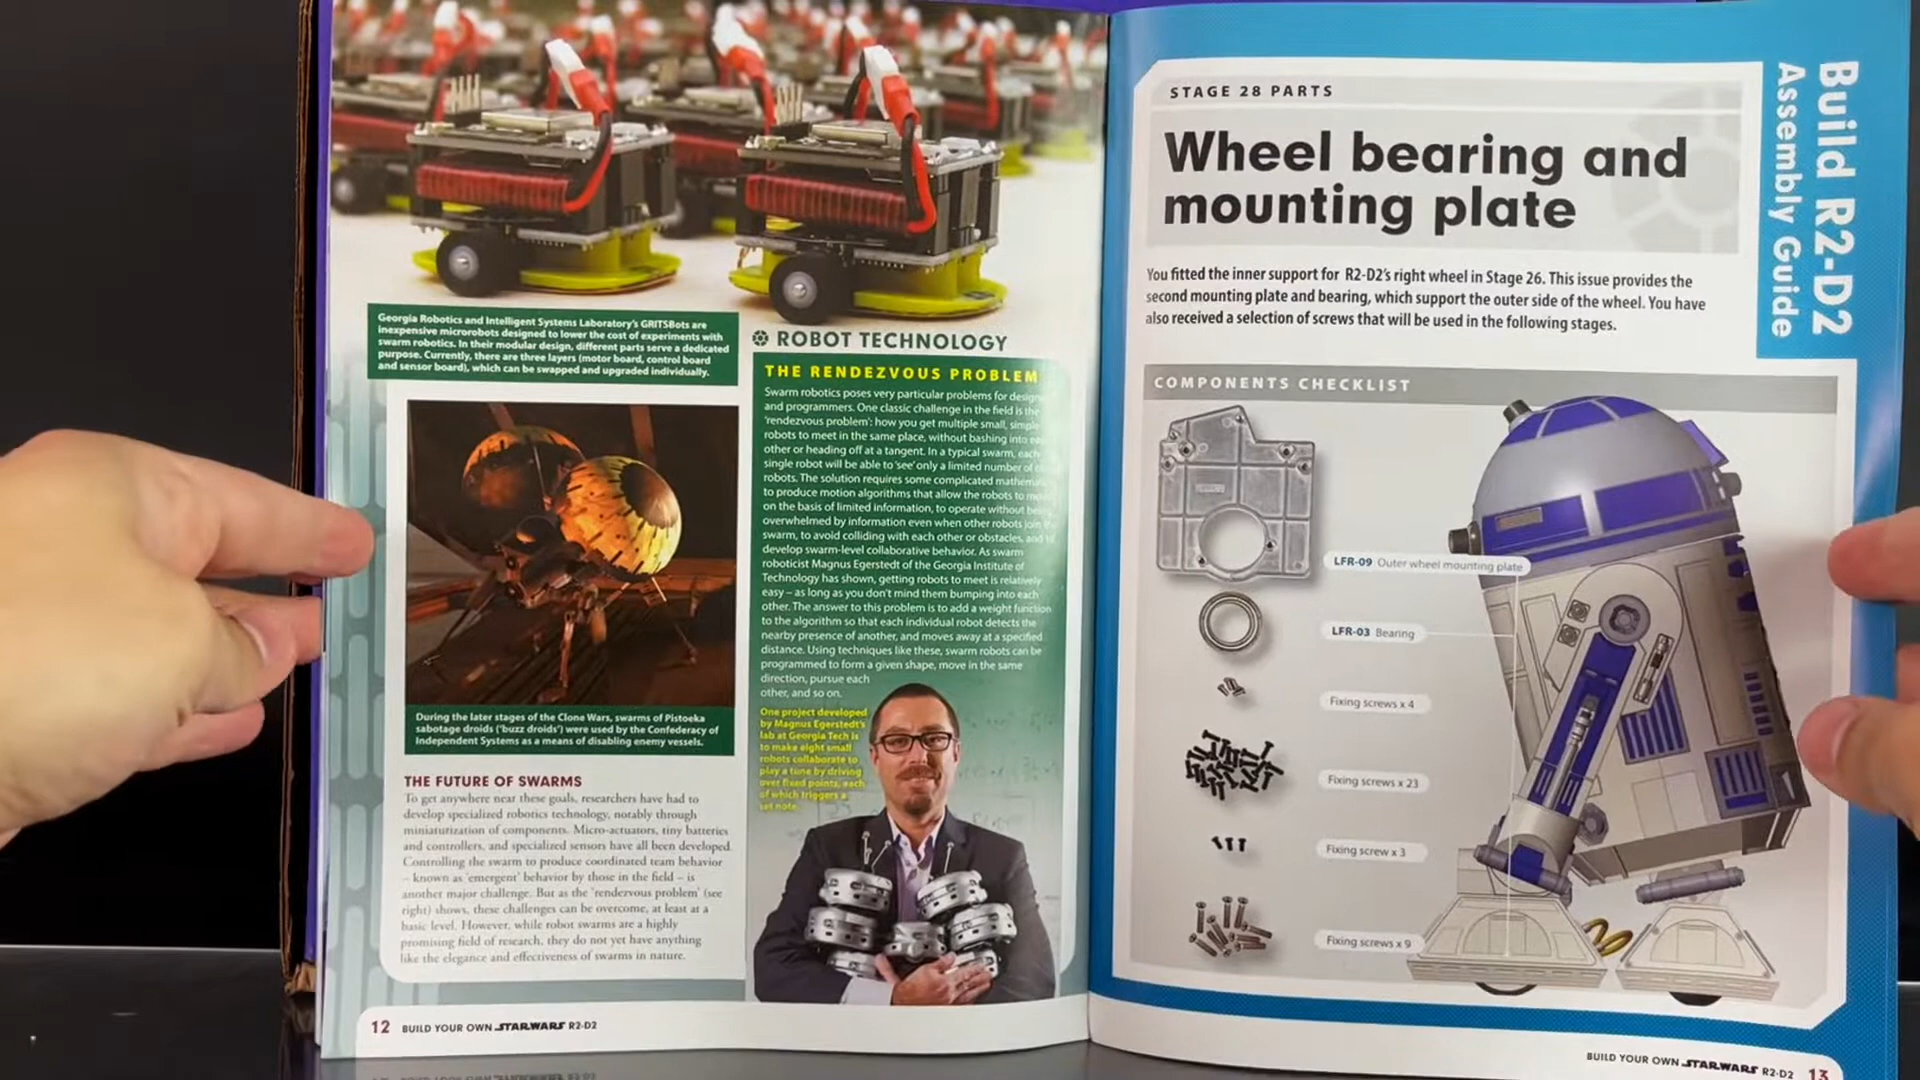 Georgia Robotics and Intelligent Systems Laboratory's GRITSBots are
inexpensive microrobots designed to lower the cost of experiments with
swarm robotics. In their modular design, different parts serve a dedicated
purpose. Currently, there are three layers (motor board, control board
and sensor board), which can be swapped and upgraded individually.
During the later stages of the Clone Wars, swarms of Pistoeka
sabotage droids ('buzz droids') were used by the Confederacy of
Independent Systems as a means of disabling enemy vessels.
THE FUTURE OF SWARMS
To get anywhere near these goals, researchers have had to
develop specialized robotics technology, notably through
miniaturization of components. Micro-actuators, tiny batteries
and controllers, and specialized sensors have all been developed.
Controlling the swarm to produce coordinated team behavior
– known as 'emergent' behavior by those in the field – is
another major challenge. But as the 'rendezvous problem' (see
right) shows, these challenges can be overcome, at least at a
basic level. However, while robot swarms are a highly
promising field of research, they do not yet have anything
like the elegance and effectiveness of swarms in nature.
ROBOT TECHNOLOGY
THE RENDEZVOUS PROBLEM
Swarm robotics poses very particular problems for
and programmers. One classic challenge in the field is the
'rendezvous problem': how you get multiple small, simple
robots to meet in the same place, without bashing into
other or heading off at a tangent. In a typical swarm, each
single robot will be able to 'see' only a limited number of
robots. The solution requires some complicated
to produce motion algorithms that allow the robots to
on the basis of limited information, to operate without being
overwhelmed by information even when other robots join
swarm, to avoid colliding with each other or obstacles, and
develop swarm-level collaborative behavior. As swarm
roboticist Magnus Egerstedt of the Georgia Institute of
Technology has shown, getting robots to meet is relatively
easy – as long as you don't mind them bumping into each
other. The answer to this problem is to add a weight function
to the algorithm so that each individual robot detects the
nearby presence of another, and moves away at a specified
distance. Using techniques like these, swarm robots can be
programmed to form a given shape, move in the same
direction, pursue each
other, and so on.
One project developed
by Magnus Egerstedt's
lab at Georgia Tech is
to make eight small
robots collaborate to
play a tune by driving
over fixed points, each
of which triggers a
set note.
12 BUILD YOUR OWN STAR WARS R2-D2
Build R2-D2
Assembly Guide
STAGE 28 PARTS
Wheel bearing and
mounting plate
You fitted the inner support for R2-D2's right wheel in Stage 26. This issue provides the
second mounting plate and bearing, which support the outer side of the wheel. You have
also received a selection of screws that will be used in the following stages.
COMPONENTS CHECKLIST
LFR-09 Outer wheel mounting plate
LFR-03 Bearing
Fixing screws x 4
Fixing screws x 23
Fixing screw x 3
Fixing screws x 9
BUILD YOUR OWN STAR WARS R2-D2 13